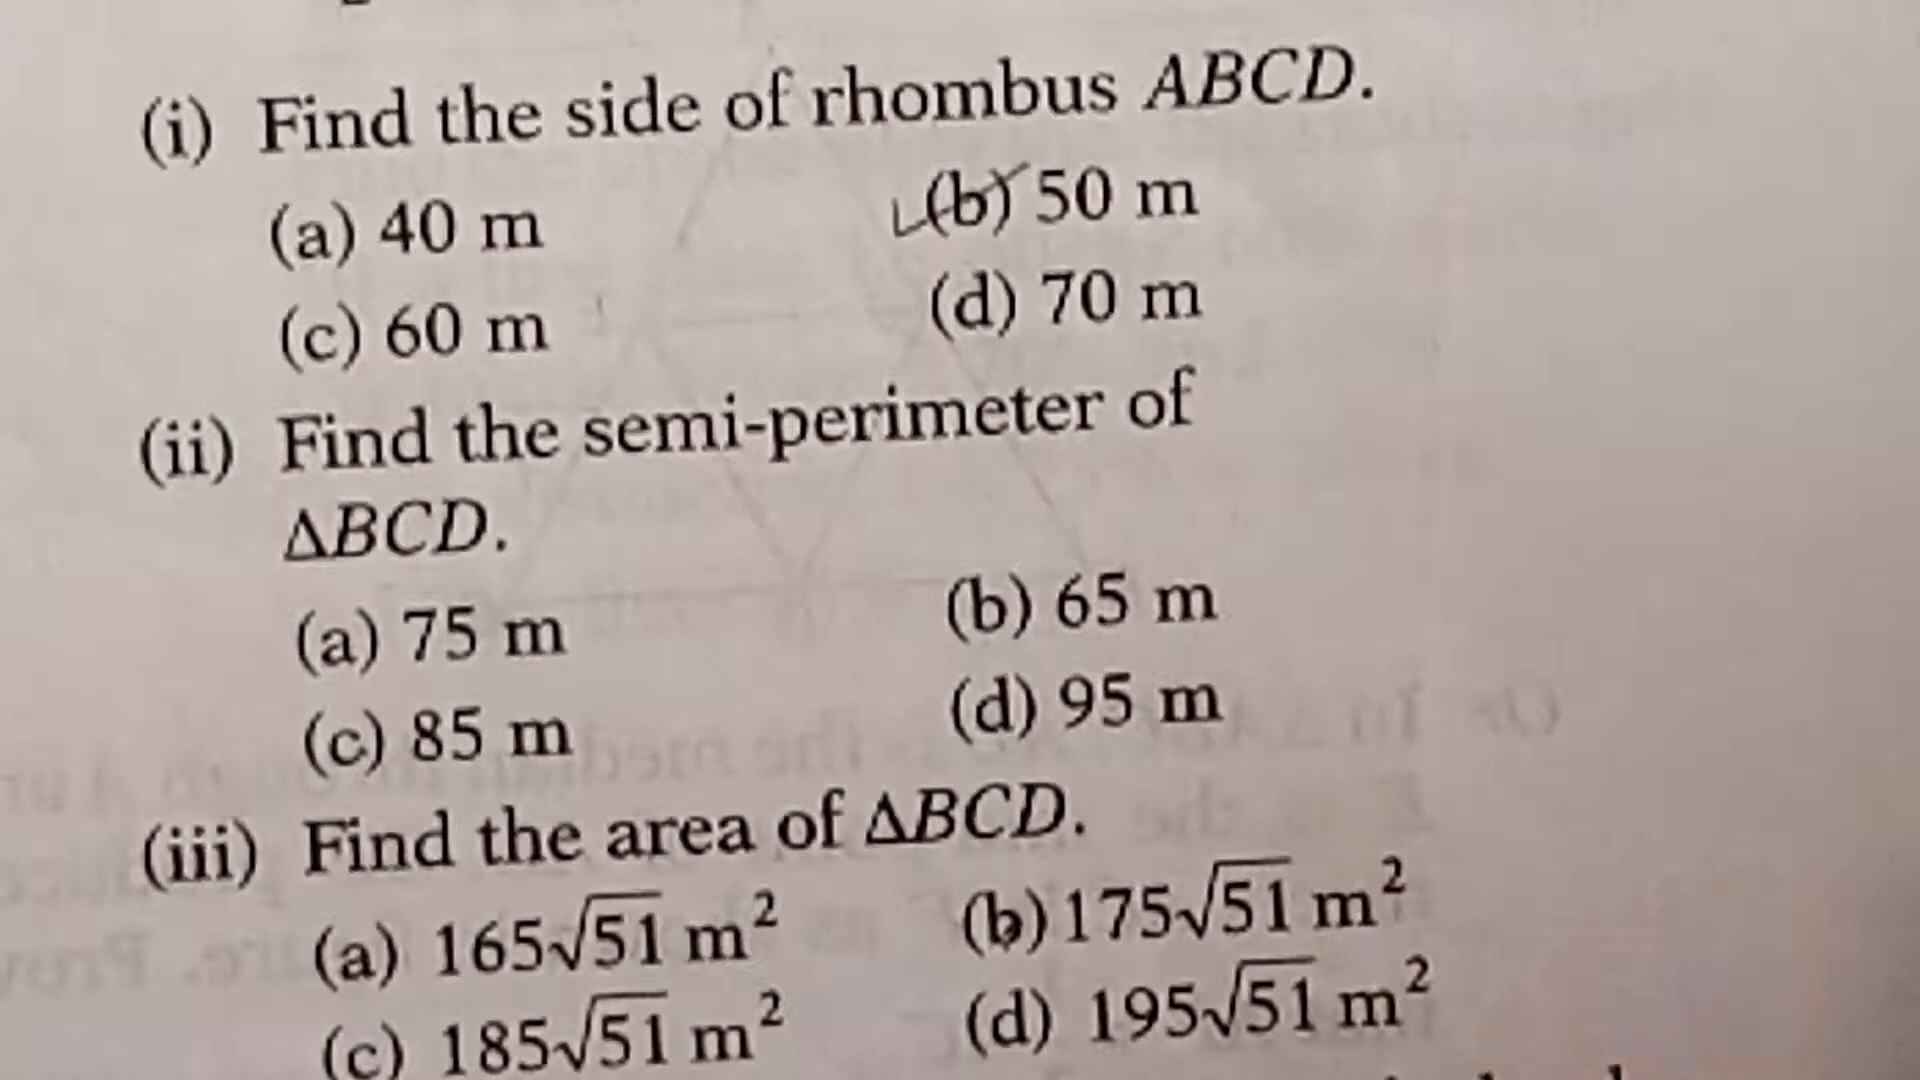 (i) Find the side of rhombus ABCD.
(a) 40 m (b) 50 m
(c) 60 m (d) 70 m
(ii) Find the semi-perimeter of
ΔBCD.
(a) 75 m (b) 65 m
(c) 85 m (d) 95 m
(iii) Find the area of ΔBCD.
(a) 165√51 m² (b) 175√51 m²
(c) 185√51 m² (d) 195√51 m²